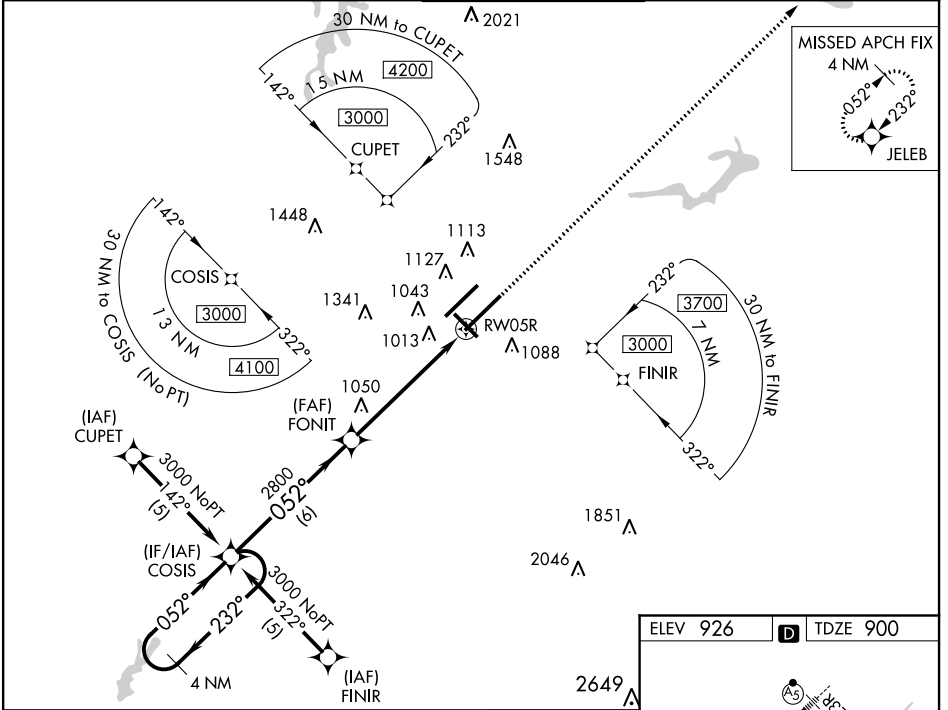 2021
30 NM to CUPET
4200
142°
15 NM
3000
232°
CUPET
1548
MISSED APCH FIX
4 NM
052°
232°
JELEB
1448
142°
30 NM to COSIS (NoPT)
COSIS
3000
13 NM
322°
4100
1113
1127
1043
1341
1013
RW05R
1088
232°
3700
30 NM to FINIR
3000
7 NM
FINIR
322°
1050
(FAF)
FONIT
(IAF)
CUPET
3000 NoPT
142°
(5)
2800
052°
(6)
(IF/IAF)
COSIS
3000 NoPT
322°
(5)
052°
232°
4 NM
(IAF)
FINIR
1851
2046
2649
ELEV 926
D
TDZE 900
A5